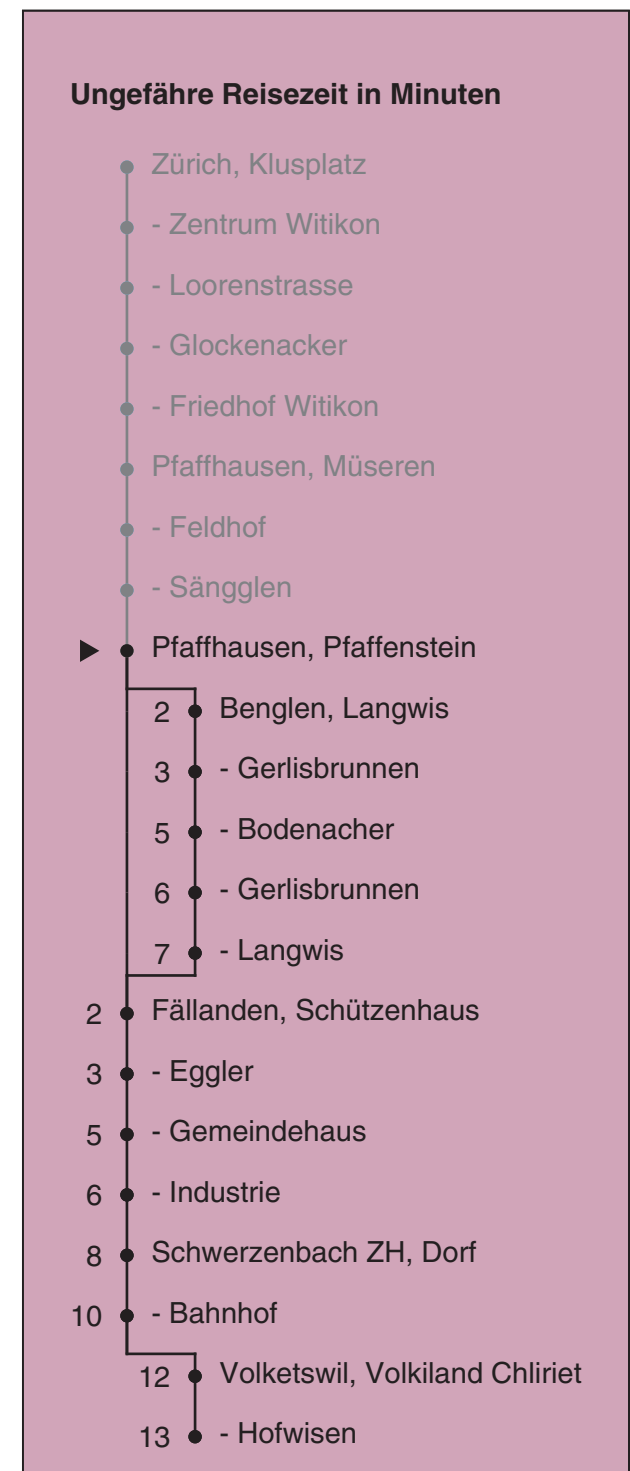 Ungefähre Reisezeit in Minuten
Zürich, Klusplatz
- Zentrum Witikon
- Loorenstrasse
- Glockenacker
- Friedhof Witikon
Pfaffhausen, Müseren
- Feldhof
- Sängglen
Pfaffhausen, Pfaffenstein
2 Benglen, Langwis
3 - Gerlisbrunnen
5 - Bodenacher
6 - Gerlisbrunnen
7 - Langwis
2 Fällanden, Schützenhaus
3 - Eggler
5 - Gemeindehaus
6 - Industrie
8 Schwerzenbach ZH, Dorf
10 - Bahnhof
12 Volketswil, Volkiland Chliriet
13 - Hofwisen